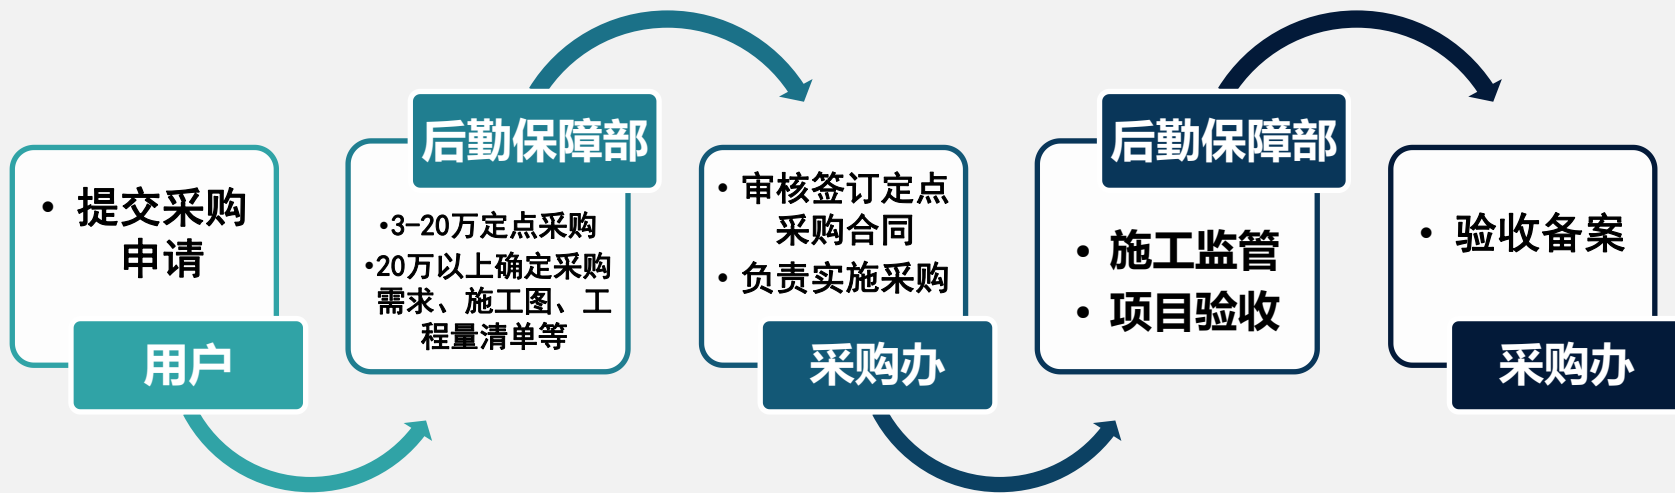 • 提交采购
申请
用户
后勤保障部
•3-20万定点采购
•20万以上确定采购
需求、施工图、工
程量清单等
• 审核签订定点
采购合同
• 负责实施采购
采购办
后勤保障部
• 施工监管
• 项目验收
• 验收备案
采购办